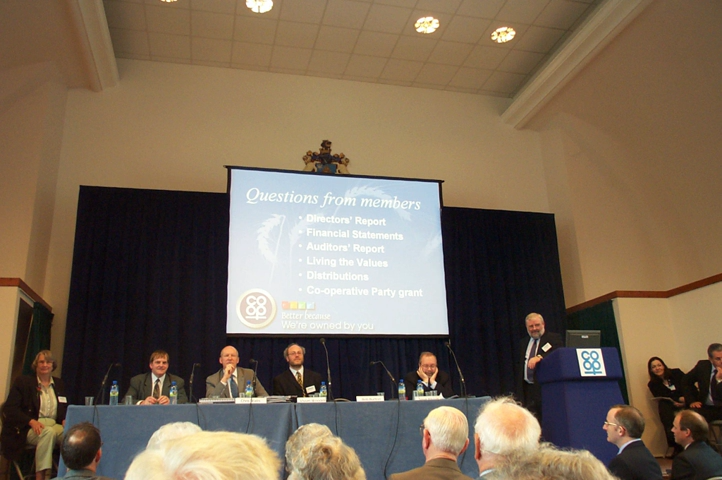 Questions from members
• Directors' Report
• Financial Statements
• Auditors' Report
• Living the Values
• Distributions
• Co-operative Party grant
CO
OP
Better because
We're owned by you
CO
OP